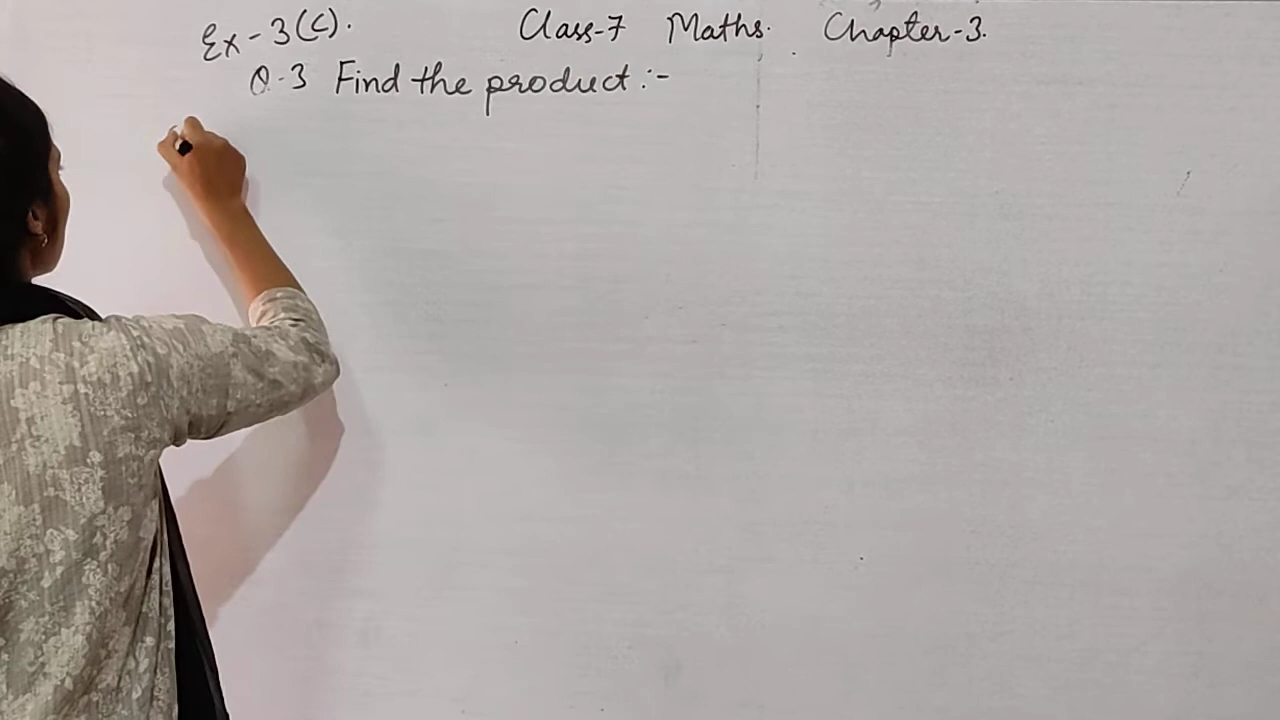 Ex-3(C). Class-7 Maths. Chapter-3.
Q.3 Find the product:-